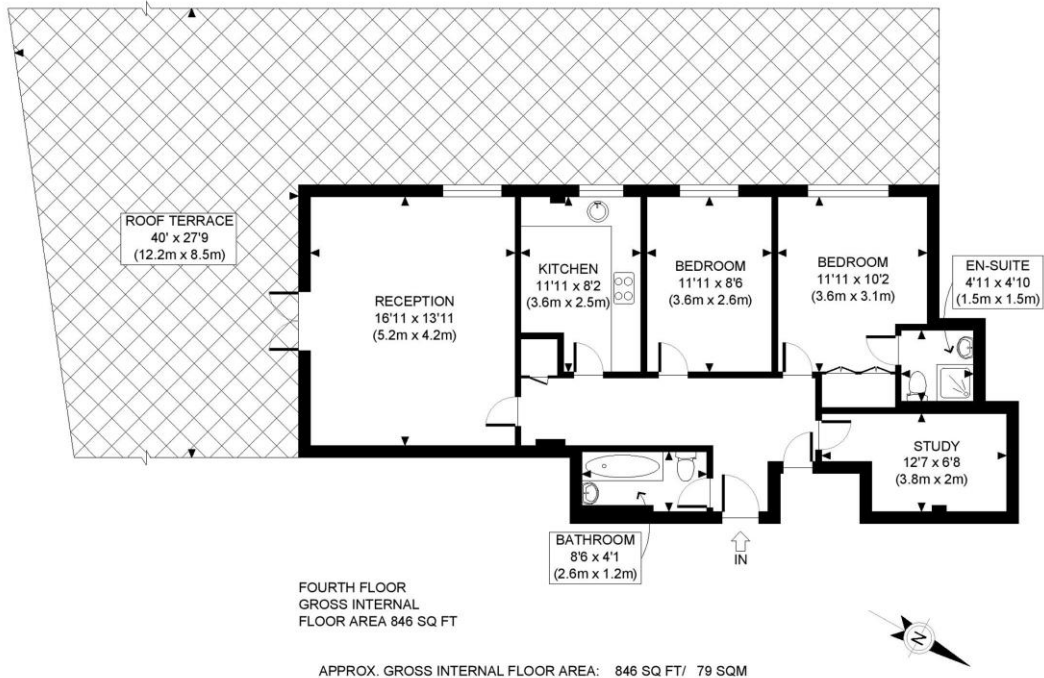 ROOF TERRACE
40' x 27'9
(12.2m x 8.5m)
RECEPTION
16'11 x 13'11
(5.2m x 4.2m)
KITCHEN
11'11 x 8'2
(3.6m x 2.5m)
BEDROOM
11'11 x 8'6
(3.6m x 2.6m)
BEDROOM
11'11 x 10'2
(3.6m x 3.1m)
EN-SUITE
4'11 x 4'10
(1.5m x 1.5m)
STUDY
12'7 x 6'8
(3.8m x 2m)
BATHROOM
8'6 x 4'1
(2.6m x 1.2m)
IN
FOURTH FLOOR
GROSS INTERNAL
FLOOR AREA 846 SQ FT
N
APPROX. GROSS INTERNAL FLOOR AREA: 846 SQ FT/ 79 SQM